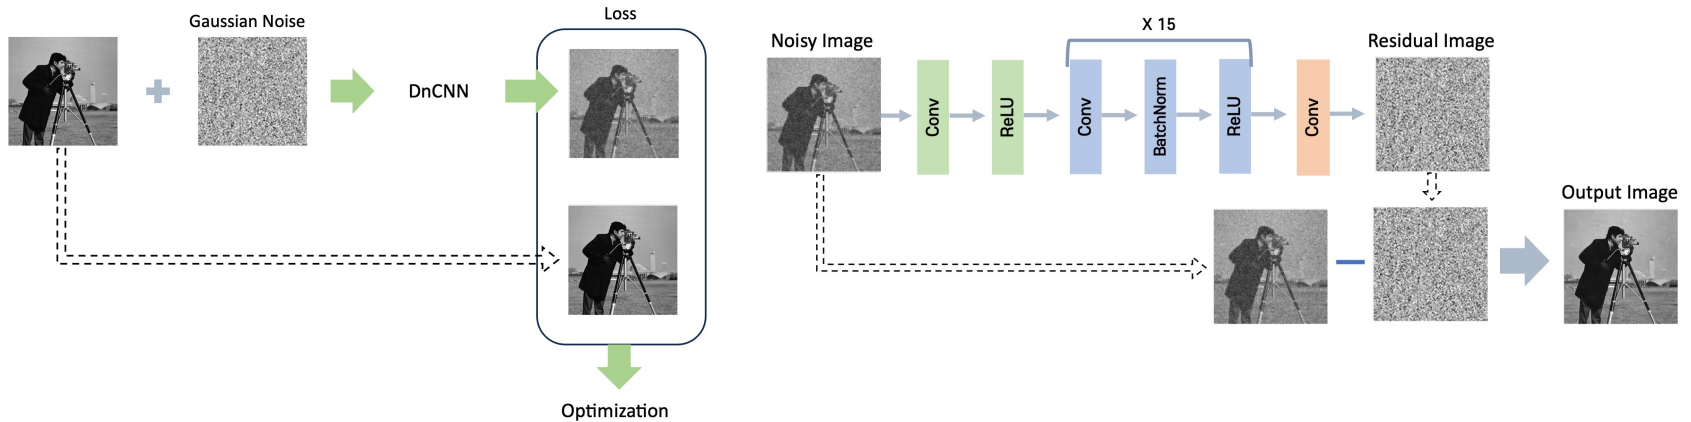 Gaussian Noise
DnCNN
Loss
Optimization
Noisy Image
Conv
ReLU
X 15
Conv
BatchNorm
ReLU
Conv
Residual Image
Output Image